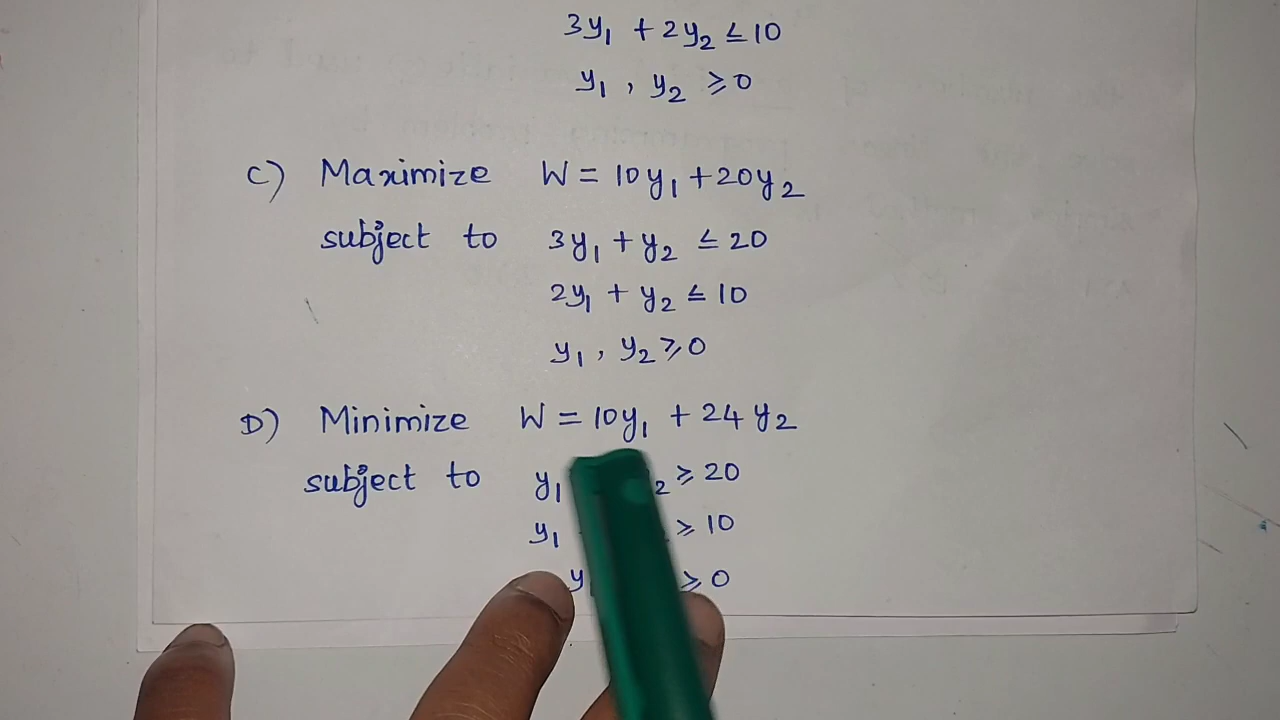 3y₁ + 2y₂ ≤ 10
y₁ , y₂ ≥ 0
C) Maximize W = 10y₁ + 20y₂
subject to 3y₁ + y₂ ≤ 20
2y₁ + y₂ ≤ 10
y₁ , y₂ ≥ 0
D) Minimize W = 10y₁ + 24y₂
subject to y₁ ₂ ≥ 20
y₁ ≥ 10
y ≥ 0